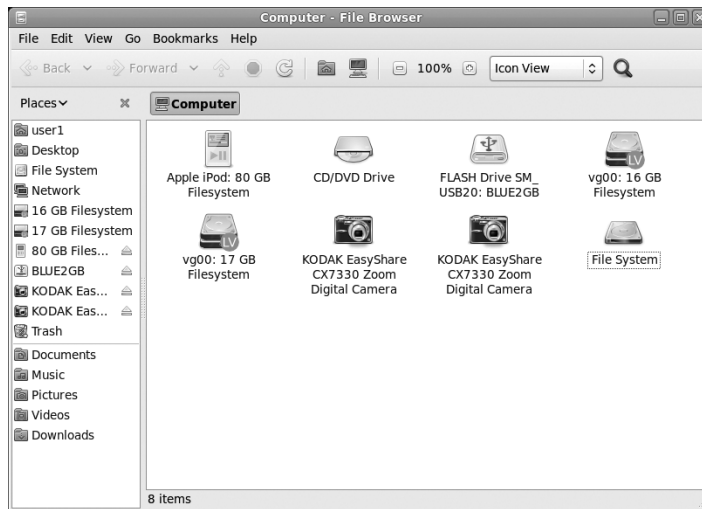 Computer - File Browser
File Edit View Go Bookmarks Help
Back Forward 100% Icon View
Places
Computer
user1
Desktop
File System
Network
16 GB Filesystem
17 GB Filesystem
80 GB Files...
BLUE2GB
KODAK Eas...
KODAK Eas...
Trash
Documents
Music
Pictures
Videos
Downloads
Apple iPod: 80 GB
Filesystem
CD/DVD Drive
FLASH Drive SM_
USB20: BLUE2GB
LV
vg00: 16 GB
Filesystem
LV
vg00: 17 GB
Filesystem
KODAK EasyShare
CX7330 Zoom
Digital Camera
KODAK EasyShare
CX7330 Zoom
Digital Camera
File System
8 items